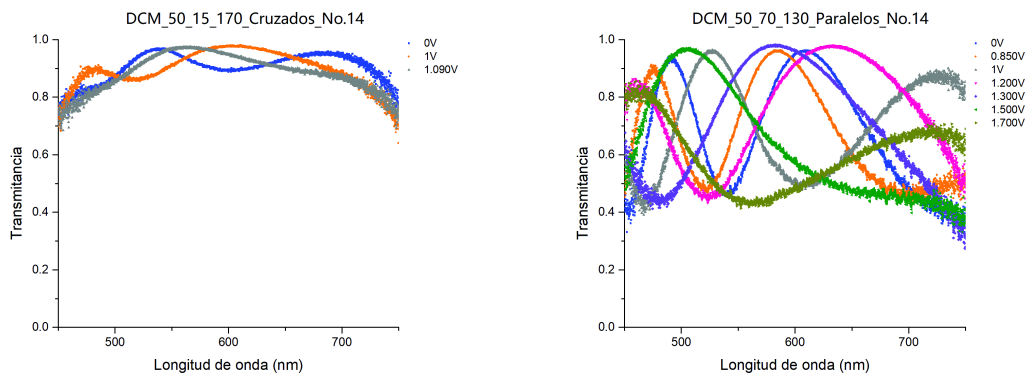 DCM_50_15_170_Cruzados_No.14
1.0
0.8
0.6
0.4
0.2
0.0
500
600
700
Transmitancia
Longitud de onda (nm)
0V
1V
1.090V
DCM_50_70_130_Paralelos_No.14
1.0
0.8
0.6
0.4
0.2
0.0
500
600
700
Transmitancia
Longitud de onda (nm)
0V
0.850V
1V
1.200V
1.300V
1.500V
1.700V